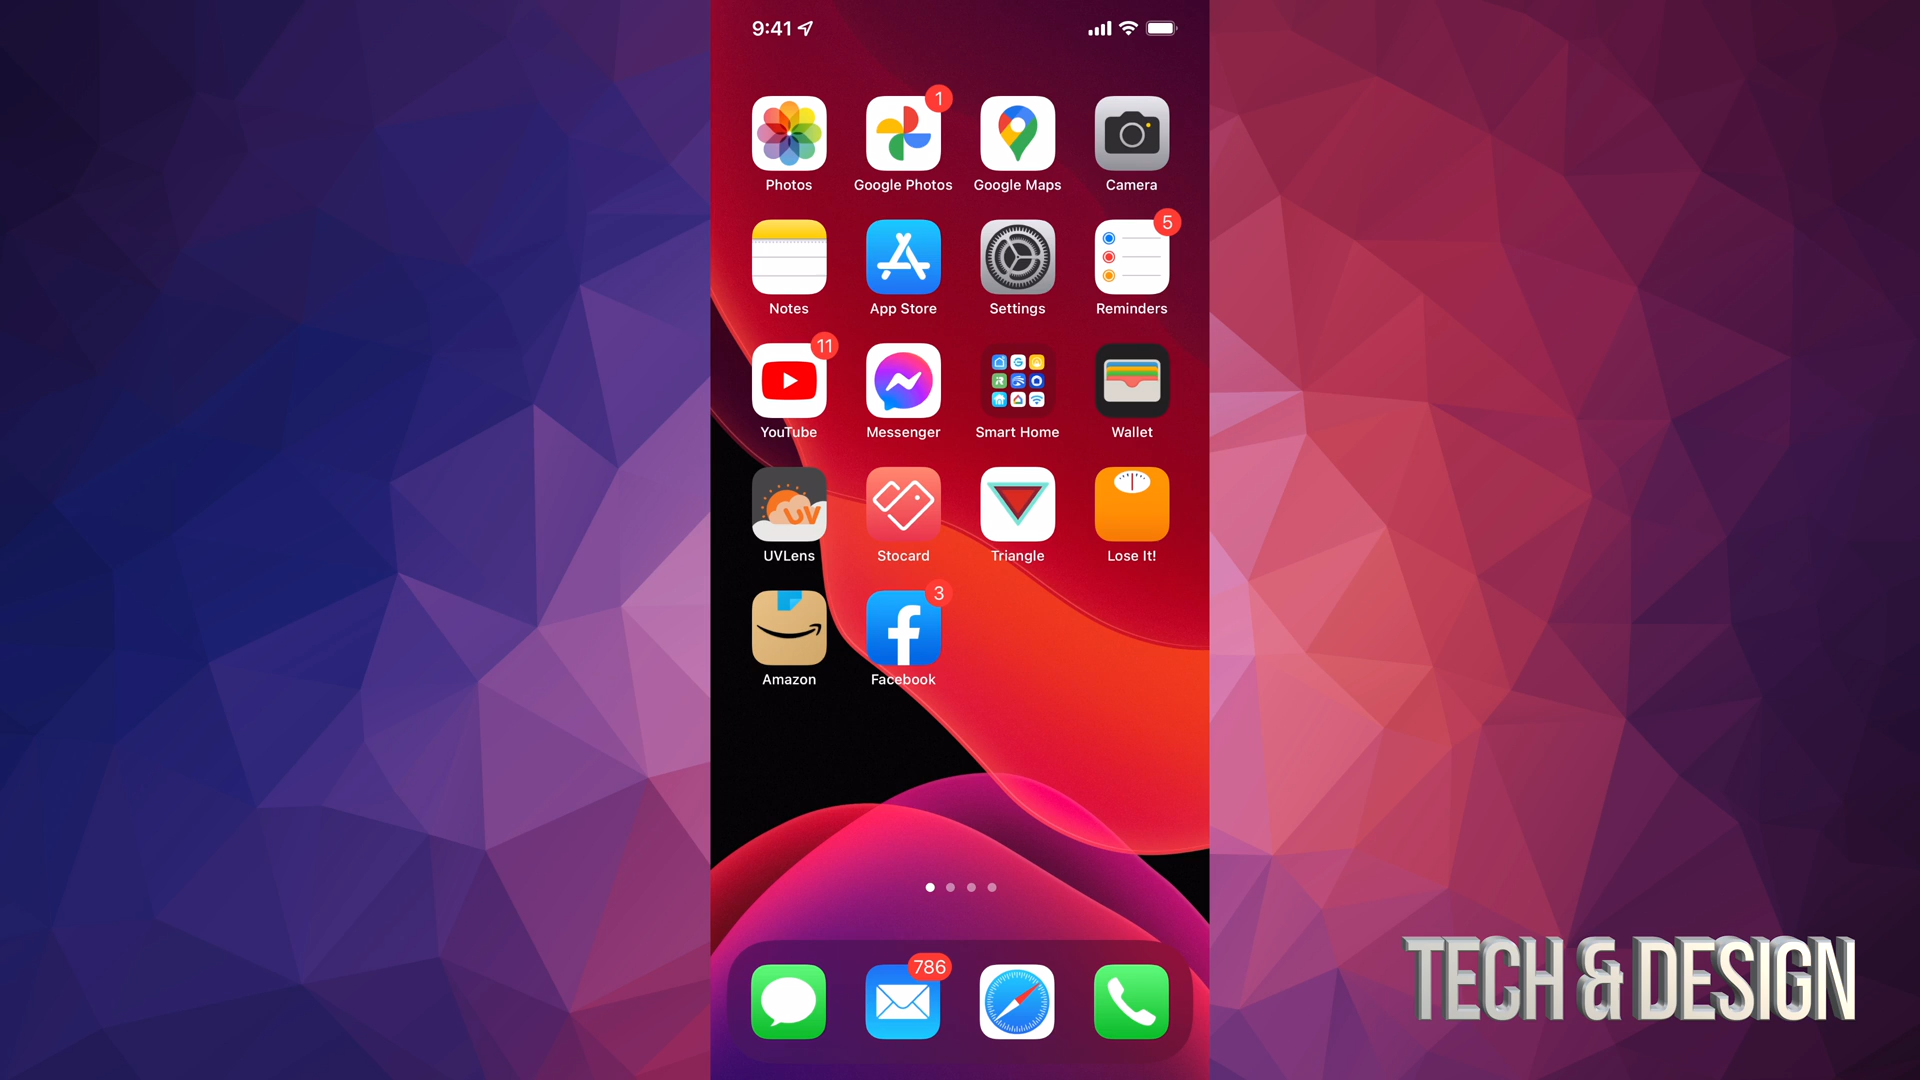 9:41
1
Photos Google Photos Google Maps Camera
5
Notes App Store Settings Reminders
11
YouTube Messenger Smart Home Wallet
UV
UVLens Stocard Triangle Lose It!
3
Amazon Facebook
786
TECH & DESIGN